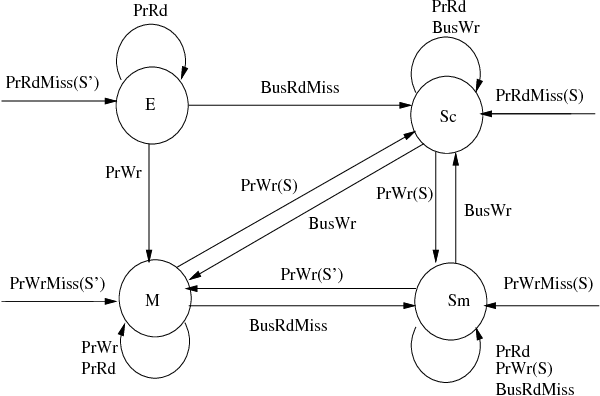 PrRd
PrRd
BusWr
PrRdMiss(S')
BusRdMiss
PrRdMiss(S)
E
Sc
PrWr
PrWr(S)
PrWr(S)
BusWr
BusWr
PrWrMiss(S')
PrWr(S')
PrWrMiss(S)
M
Sm
BusRdMiss
PrWr
PrRd
PrRd
PrWr(S)
BusRdMiss